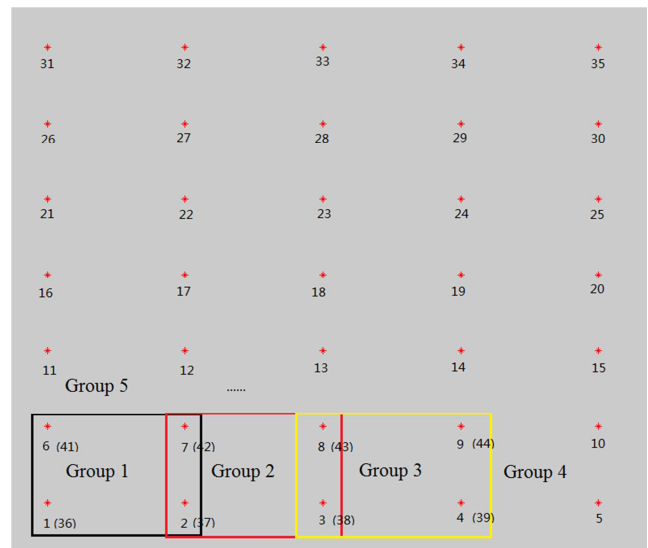 31 32 33 34 35
26 27 28 29 30
21 22 23 24 25
16 17 18 19 20
11 12 13 14 15
Group 5 ......
6 (41) 7 (42) 8 (43) 9 (44) 10
Group 1 Group 2 Group 3 Group 4
1 (36) 2 (37) 3 (38) 4 (39) 5